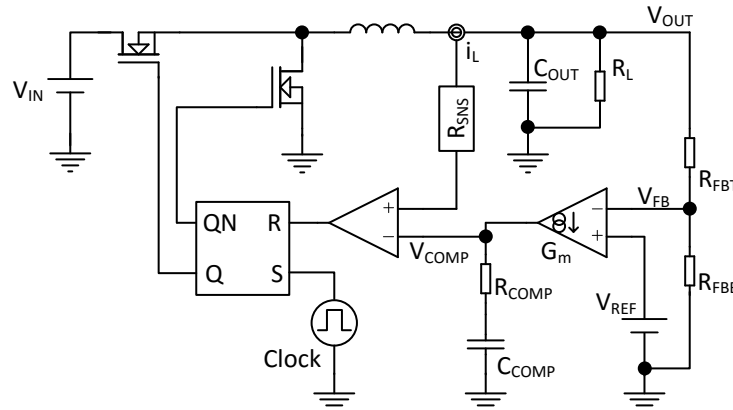 VOUT
VIN
iL
COUT
RL
RSNS
RFBT
QN
R
Q
S
+
−
VCOMP
Gm
−
+
VFB
RCOMP
CCOMP
VREF
RFBB
Clock